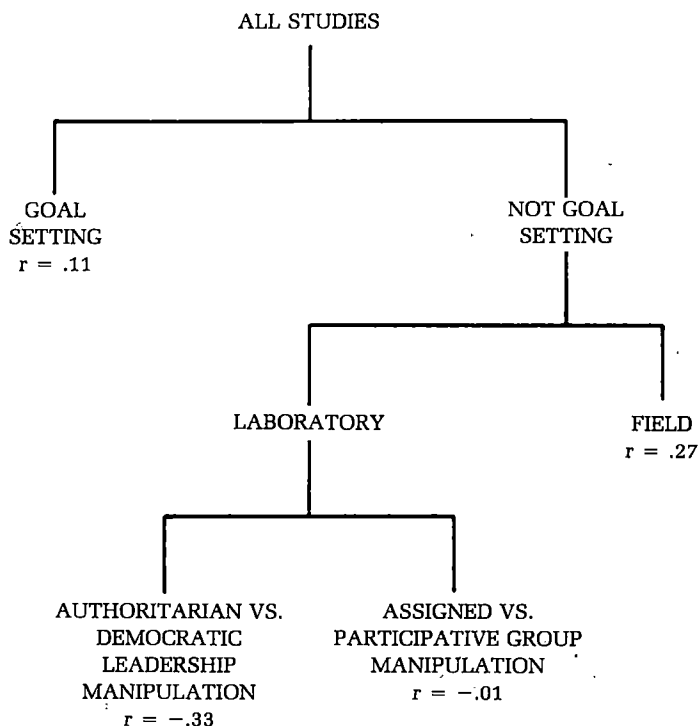 ALL STUDIES
GOAL
SETTING
r = .11
NOT GOAL
SETTING
LABORATORY
FIELD
r = .27
AUTHORITARIAN VS.
DEMOCRATIC
LEADERSHIP
MANIPULATION
r = -.33
ASSIGNED VS.
PARTICIPATIVE GROUP
MANIPULATION
r = -.01